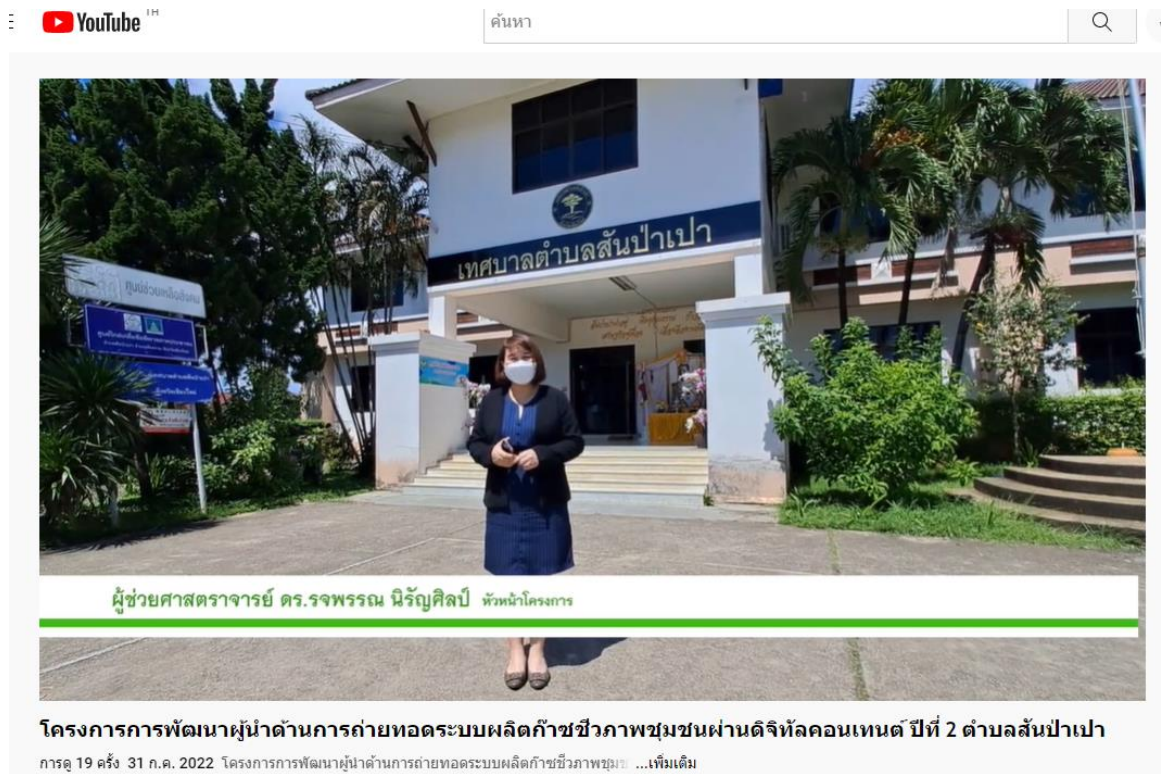 YouTube TH
ค้นหา
เทศบาลตำบลสันป่าเปา
ศูนย์ช่วยเหลือสังคม
ผู้ช่วยศาสตราจารย์ ดร.รจพรรณ นิรัญศิลป์ หัวหน้าโครงการ
โครงการการพัฒนาผู้นำด้านการถ่ายทอดระบบผลิตก๊าซชีวภาพชุมชนผ่านดิจิทัลคอนเทนต์ ปีที่ 2 ตำบลสันป่าเปา
การดู 19 ครั้ง 31 ก.ค. 2022 โครงการการพัฒนาผู้นำด้านการถ่ายทอดระบบผลิตก๊าซชีวภาพชุมช ...เพิ่มเติม